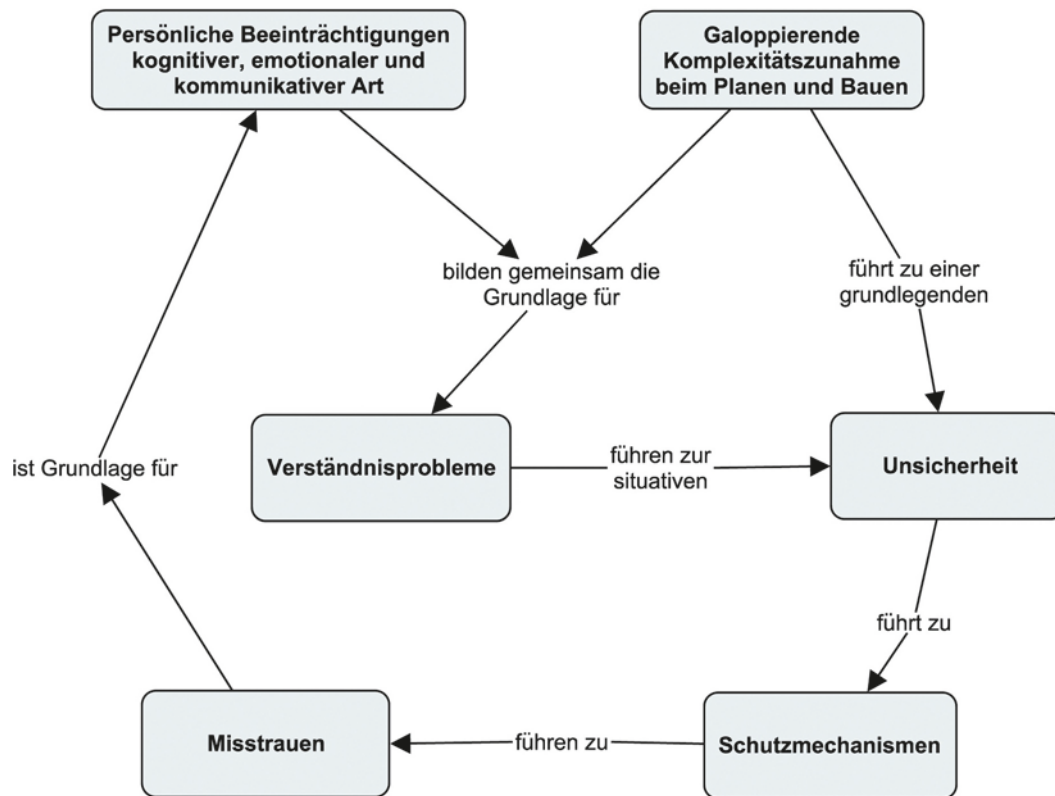 Persönliche Beeinträchtigungen
kognitiver, emotionaler und
kommunikativer Art
Galoppierende
Komplexitätszunahme
beim Planen und Bauen
bilden gemeinsam die
Grundlage für
führt zu einer
grundlegenden
ist Grundlage für
Verständnisprobleme
führen zur
situativen
Unsicherheit
führt zu
Misstrauen
führen zu
Schutzmechanismen